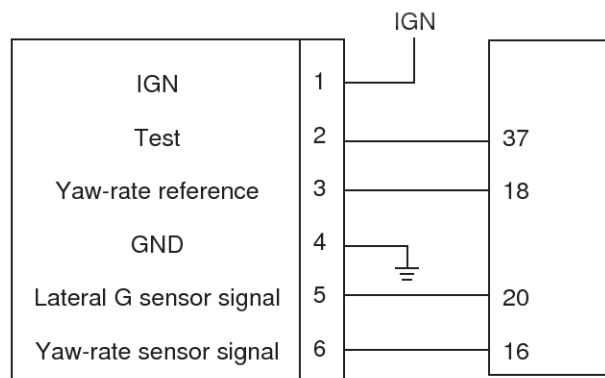 IGN
IGN 1
Test 2 37
Yaw-rate reference 3 18
GND 4
Lateral G sensor signal 5 20
Yaw-rate sensor signal 6 16